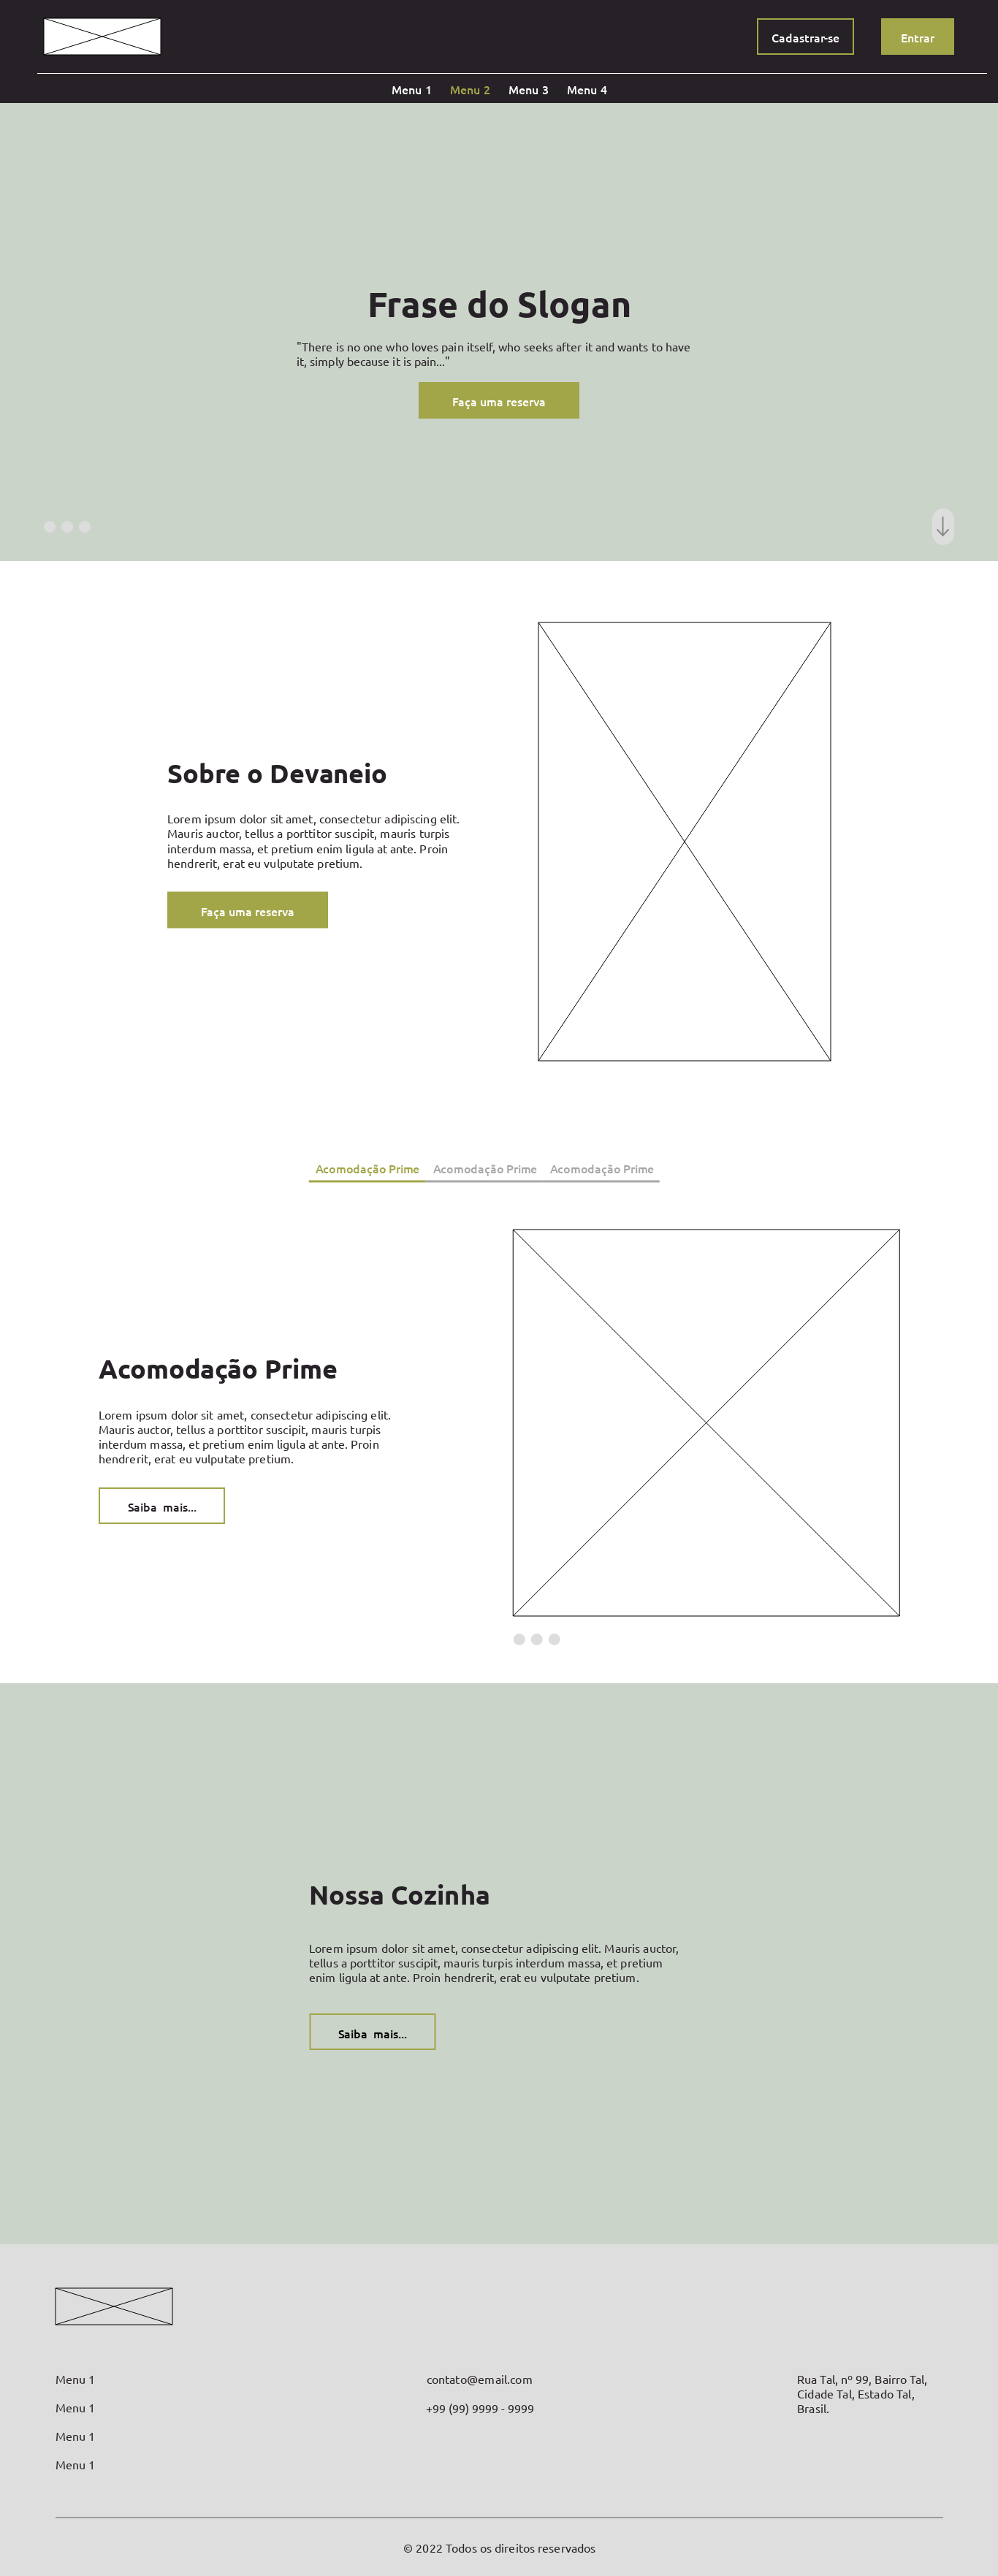 Cadastrar-se
Entrar
Menu 1
Menu 2
Menu 3
Menu 4
Frase do Slogan
"There is no one who loves pain itself, who seeks after it and wants to have
it, simply because it is pain..."
Faça uma reserva
Sobre o Devaneio
Lorem ipsum dolor sit amet, consectetur adipiscing elit.
Mauris auctor, tellus a porttitor suscipit, mauris turpis
interdum massa, et pretium enim ligula at ante. Proin
hendrerit, erat eu vulputate pretium.
Faça uma reserva
Acomodação Prime
Acomodação Prime
Acomodação Prime
Acomodação Prime
Lorem ipsum dolor sit amet, consectetur adipiscing elit.
Mauris auctor, tellus a porttitor suscipit, mauris turpis
interdum massa, et pretium enim ligula at ante. Proin
hendrerit, erat eu vulputate pretium.
Saiba mais...
Nossa Cozinha
Lorem ipsum dolor sit amet, consectetur adipiscing elit. Mauris auctor,
tellus a porttitor suscipit, mauris turpis interdum massa, et pretium
enim ligula at ante. Proin hendrerit, erat eu vulputate pretium.
Saiba mais...
Menu 1
Menu 1
Menu 1
Menu 1
contato@email.com
+99 (99) 9999 - 9999
Rua Tal, nº 99, Bairro Tal,
Cidade Tal, Estado Tal,
Brasil.
© 2022 Todos os direitos reservados